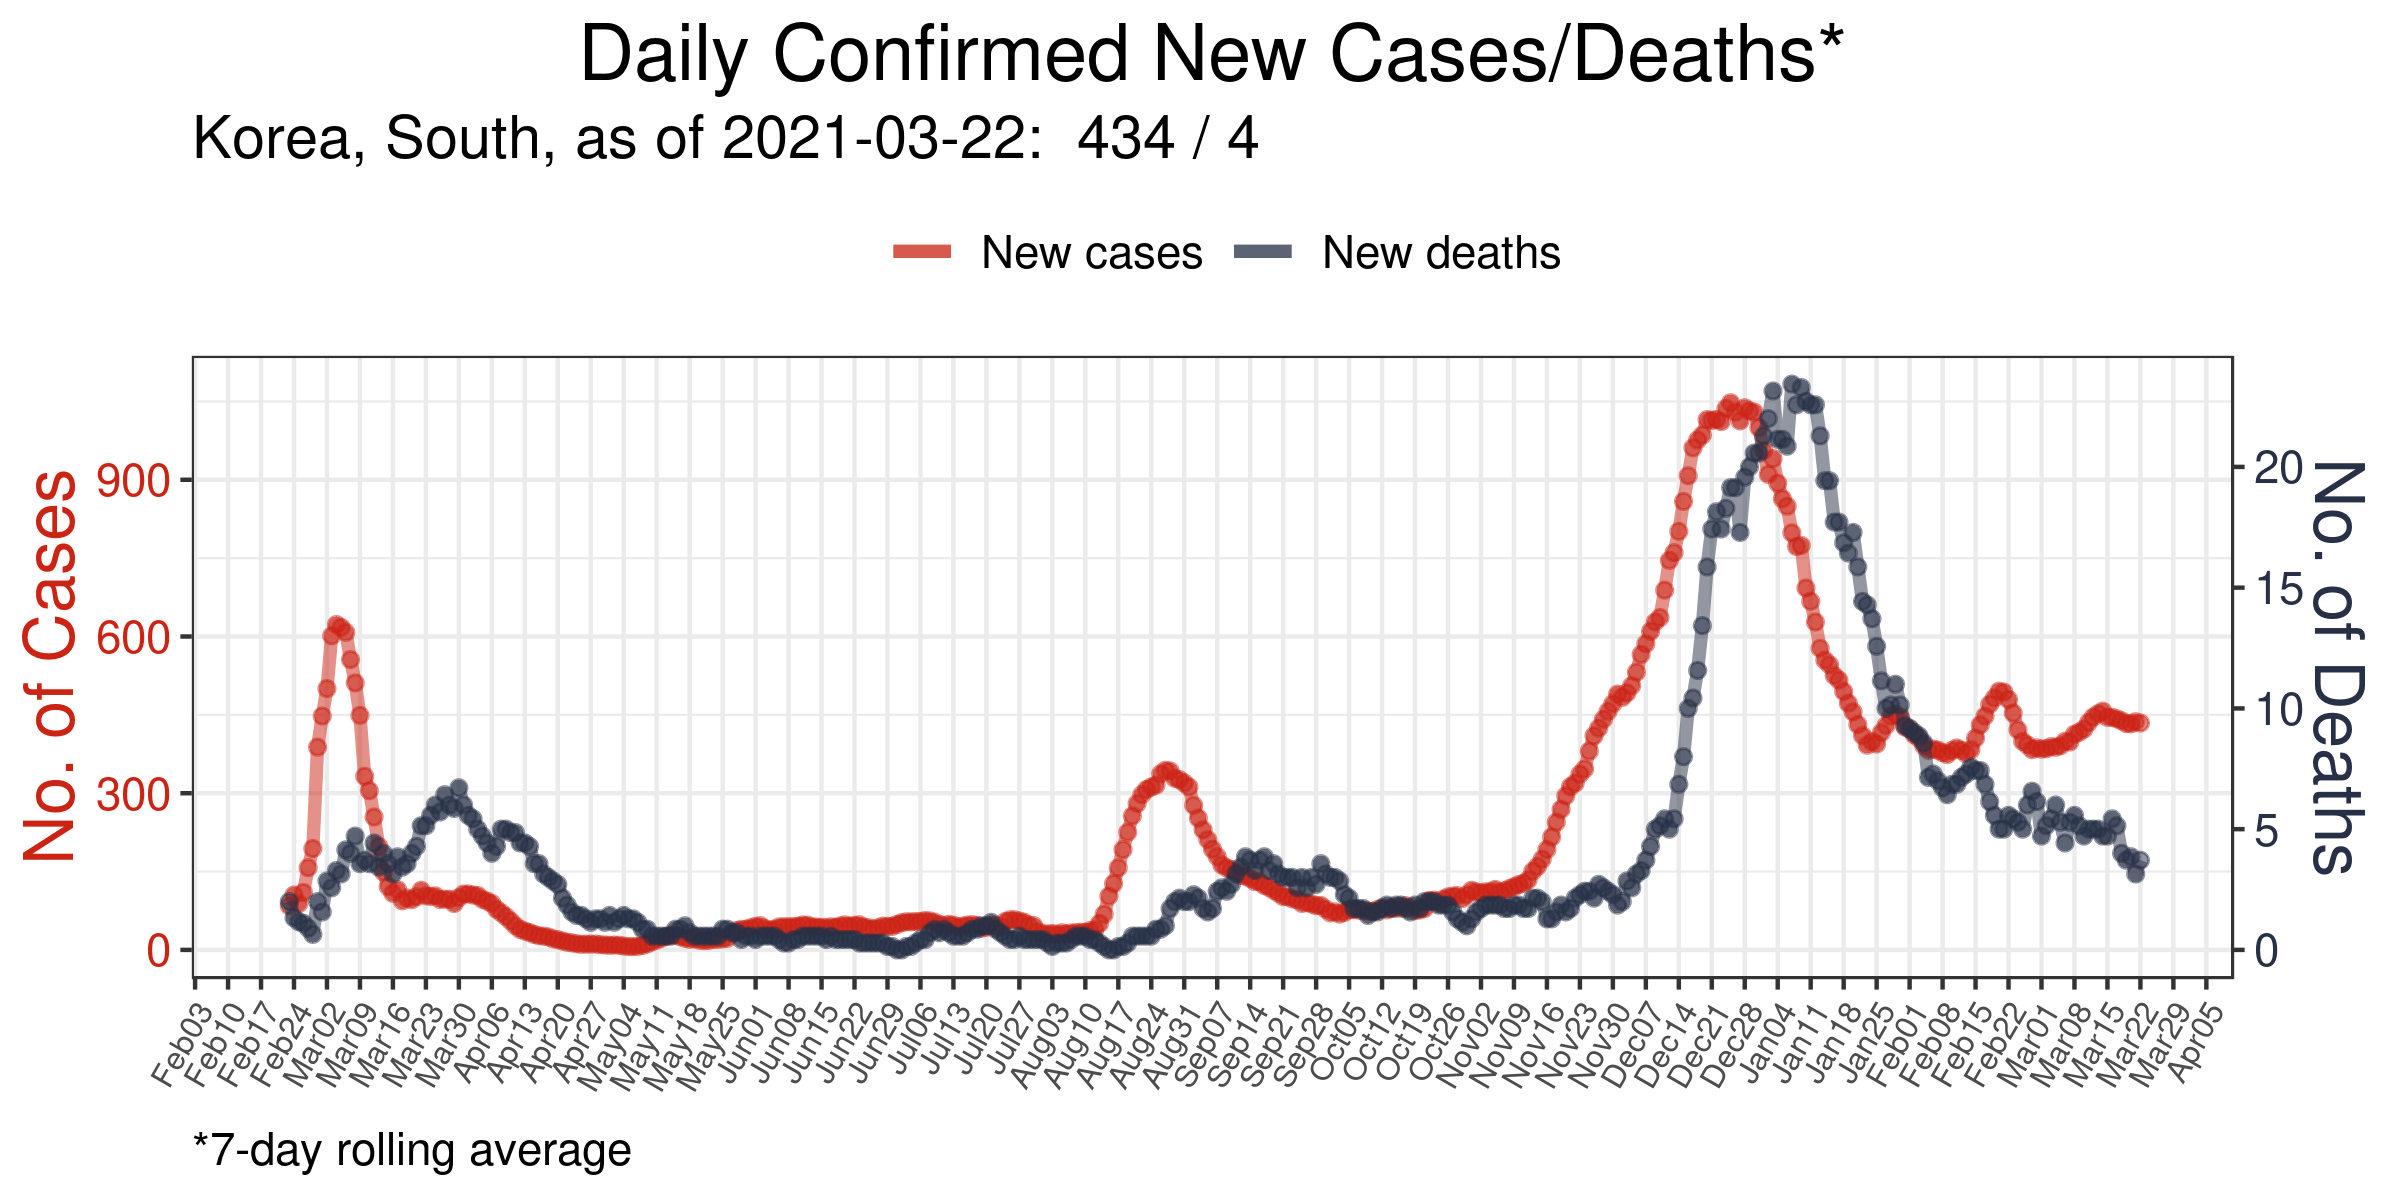 Daily Confirmed New Cases/Deaths*
Korea, South, as of 2021-03-22:  434 / 4
New cases New deaths
No. of Cases
900
600
300
0
20
15
10
5
0
No. of Deaths
Feb03 Feb10 Feb17 Feb24 Mar02 Mar09 Mar16 Mar23 Mar30 Apr06 Apr13 Apr20 Apr27 May04 May11 May18 May25 Jun01 Jun08 Jun15 Jun22 Jun29 Jul06 Jul13 Jul20 Jul27 Aug03 Aug10 Aug17 Aug24 Aug31 Sep07 Sep14 Sep21 Sep28 Oct05 Oct12 Oct19 Oct26 Nov02 Nov09 Nov16 Nov23 Nov30 Dec07 Dec14 Dec21 Dec28 Jan04 Jan11 Jan18 Jan25 Feb01 Feb08 Feb15 Feb22 Mar01 Mar08 Mar15 Mar22 Mar29 Apr05
*7-day rolling average